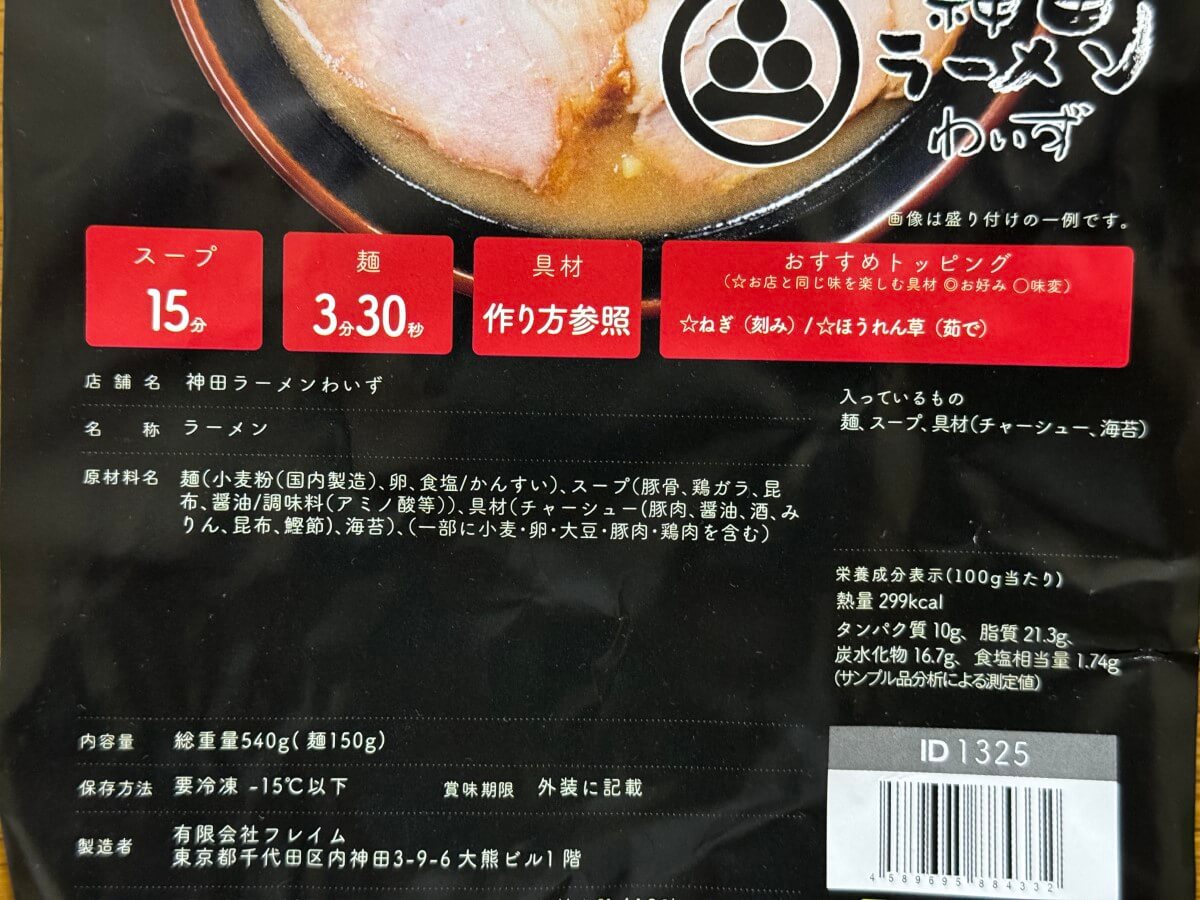 神田
ラーメン
わいず
画像は盛り付けの一例です。
スープ
15分
麺
3分30秒
具材
作り方参照
おすすめトッピング
(☆お店と同じ味を楽しむ具材 ◎お好み 〇味変)
☆ねぎ(刻み)/☆ほうれん草(茹で)
店舗名 神田ラーメンわいず
名称 ラーメン
原材料名 麺(小麦粉(国内製造)、卵、食塩/かんすい)、スープ(豚骨、鶏ガラ、昆
布、醤油/調味料(アミノ酸等))、具材(チャーシュー(豚肉、醤油、酒、み
りん、昆布、鰹節)、海苔)、(一部に小麦・卵・大豆・豚肉・鶏肉を含む)
入っているもの
麺、スープ、具材(チャーシュー、海苔)
栄養成分表示(100g当たり)
熱量 299kcal
タンパク質 10g、脂質 21.3g、
炭水化物 16.7g、食塩相当量 1.74g
(サンプル品分析による測定値)
内容量 総重量540g(麺150g)
保存方法 要冷凍 -15℃以下 賞味期限 外装に記載
製造者 有限会社フレイム
東京都千代田区内神田3-9-6 大熊ビル1階
ID 1325
4589695884332